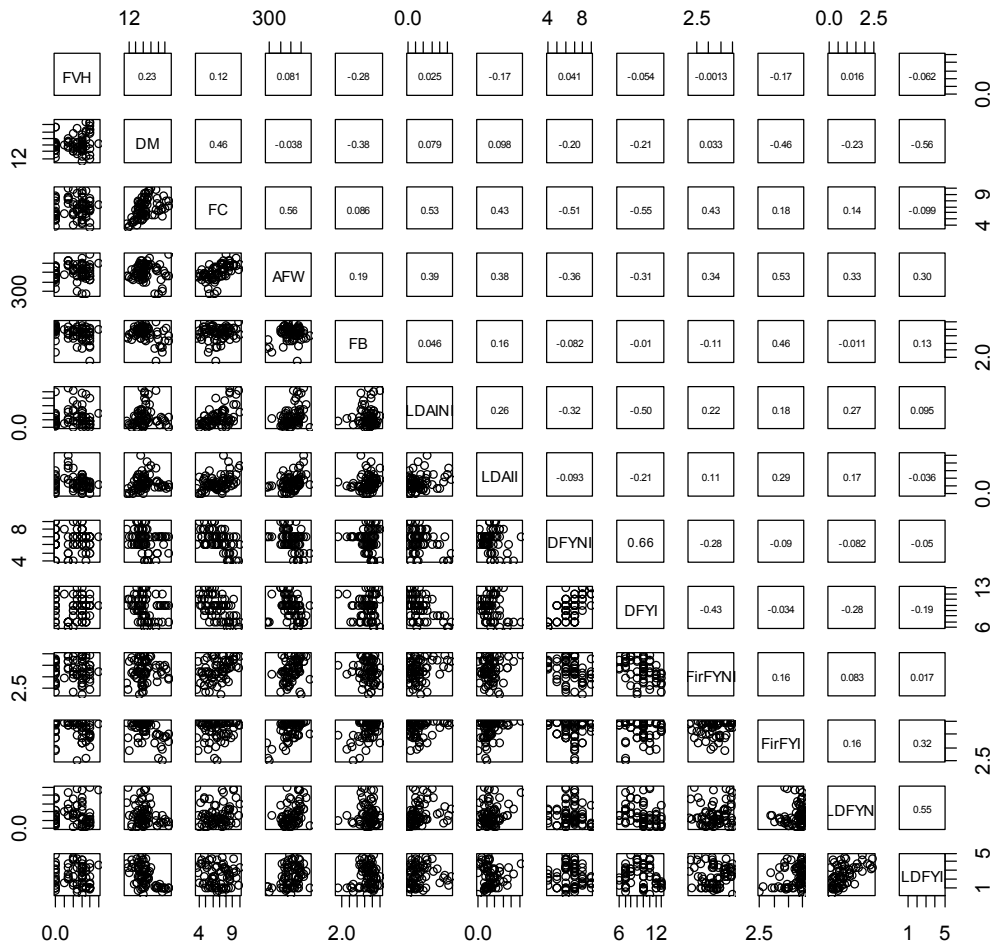 12 300 0.0 4 8 2.5 0.0 2.5
FVH 0.23 0.12 0.081 -0.28 0.025 -0.17 0.041 -0.054 -0.0013 -0.17 0.016 -0.062 0.0
12 DM 0.46 -0.038 -0.38 0.079 0.098 -0.20 -0.21 0.033 -0.46 -0.23 -0.56
FC 0.56 0.086 0.53 0.43 -0.51 -0.55 0.43 0.18 0.14 -0.099 4 9
300 AFW 0.19 0.39 0.38 -0.36 -0.31 0.34 0.53 0.33 0.30
FB 0.046 0.16 -0.082 -0.01 -0.11 0.46 -0.011 0.13 2.0
0.0 LDAINI 0.26 -0.32 -0.50 0.22 0.18 0.27 0.095
LDAII -0.093 -0.21 0.11 0.29 0.17 -0.036 0.0
4 8 DFYNI 0.66 -0.28 -0.09 -0.082 -0.05
DFYI -0.43 -0.034 -0.28 -0.19 6 13
2.5 FirFYNI 0.16 0.083 0.017
FirFYI 0.16 0.32 2.5
0.0 LDFYN 0.55
LDFYI 1 5
0.0 4 9 2.0 0.0 6 12 2.5 1 5